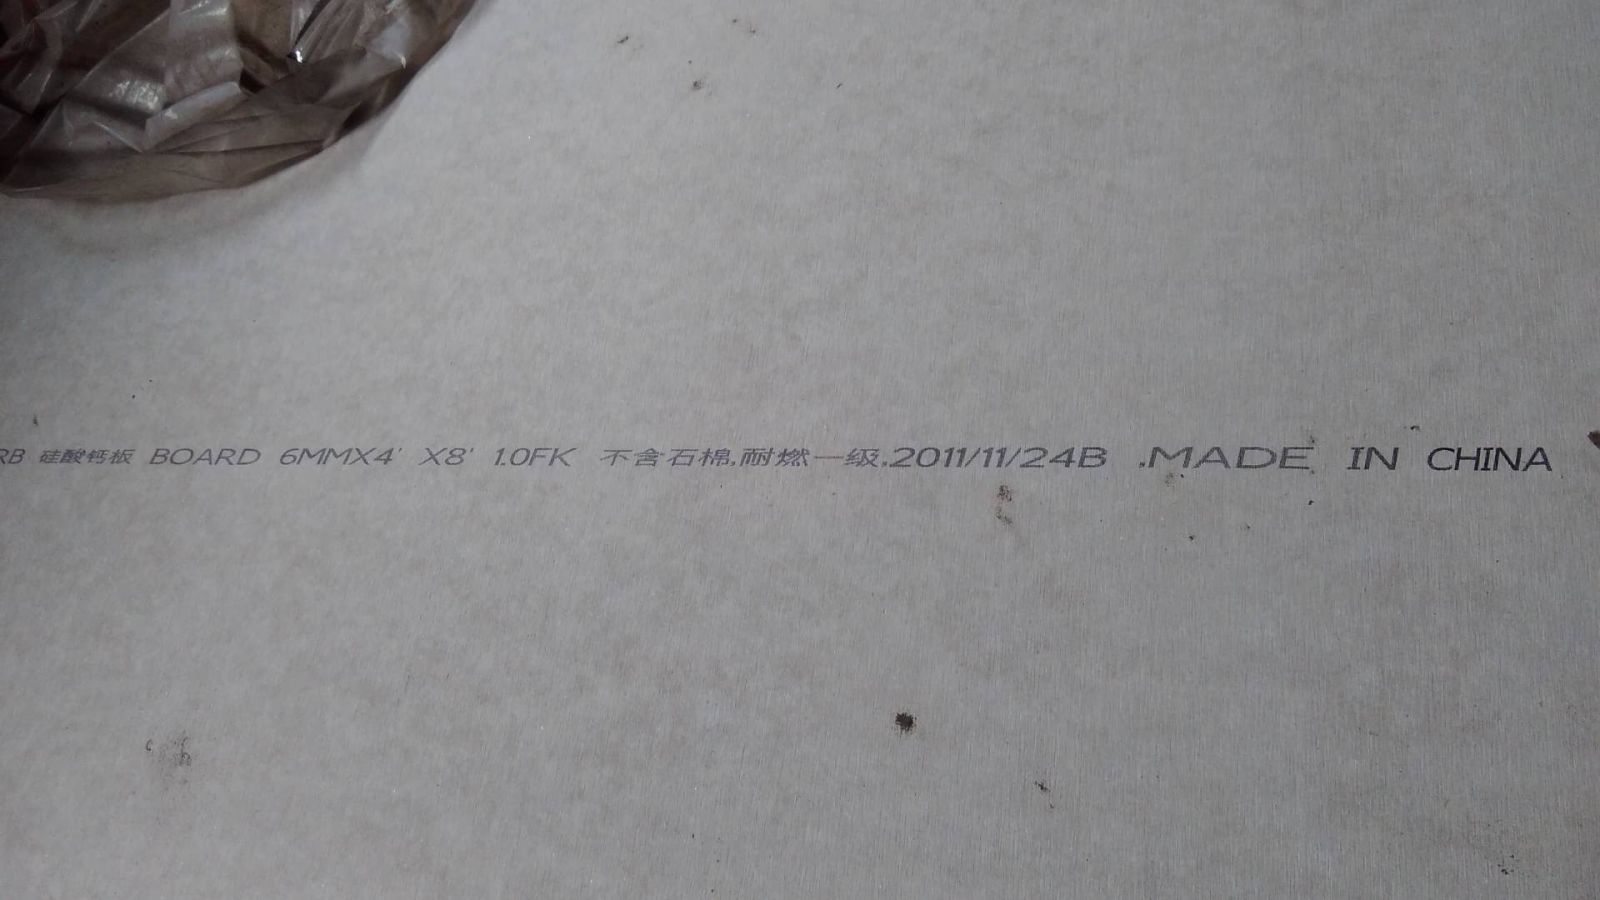 RB 硅酸钙板 BOARD 6MMX4' X8' 1.0FK 不含石棉,耐燃一级.2011/11/24B .MADE IN CHINA